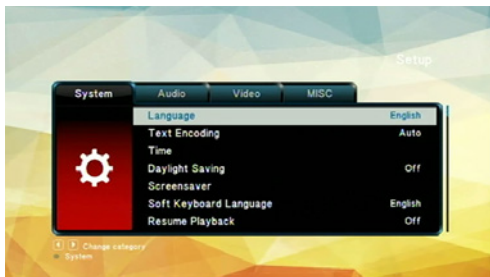 Setup
System Audio Video MISC
Language English
Text Encoding Auto
Time
Daylight Saving Off
Screensaver
Soft Keyboard Language English
Resume Playback Off
Change category
System